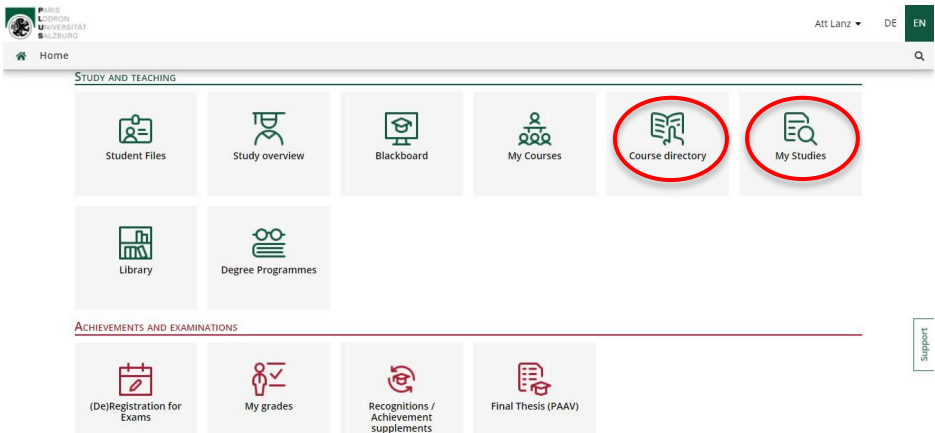 PARIS
LODRON
UNIVERSITÄT
SALZBURG
Att Lanz
DE
EN
Home
STUDY AND TEACHING
Student Files
Study overview
Blackboard
My Courses
Course directory
My Studies
Library
Degree Programmes
ACHIEVEMENTS AND EXAMINATIONS
(De)Registration for
Exams
My grades
Recognitions /
Achievement
supplements
Final Thesis (PAAV)
Support